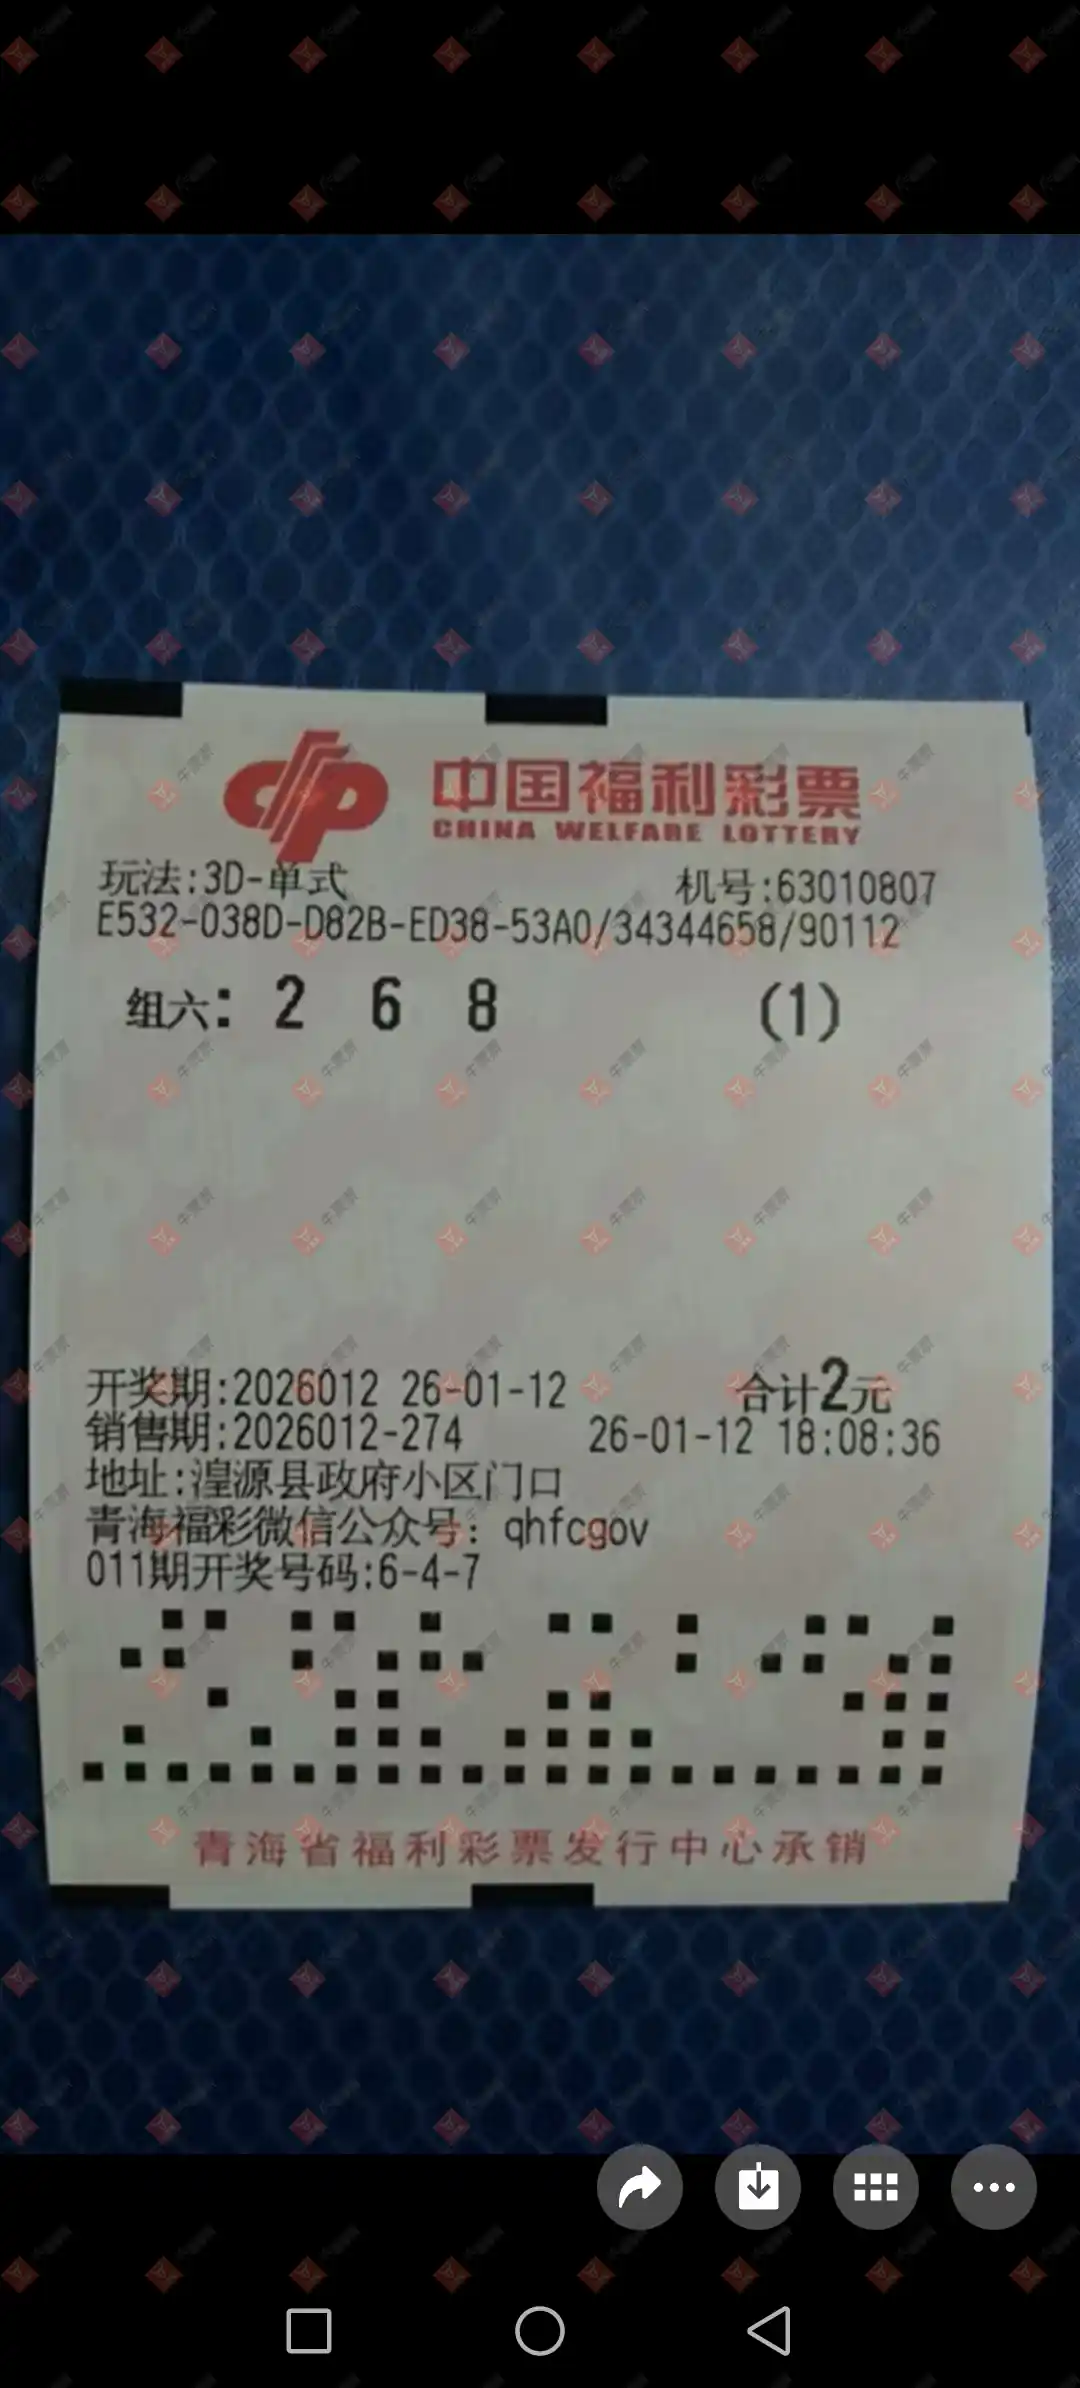 中国福利彩票
CHINA WELFARE LOTTERY
玩法:3D-单式 机号:63010807
E532-038D-D82B-ED38-53A0/34344658/90112
组六: 2 6 8 (1)
开奖期:2026012 26-01-12 合计2元
销售期:2026012-274 26-01-12 18:08:36
地址:湟源县政府小区门口
青海福彩微信公众号: qhfcgov
011期开奖号码:6-4-7
青海省福利彩票发行中心承销